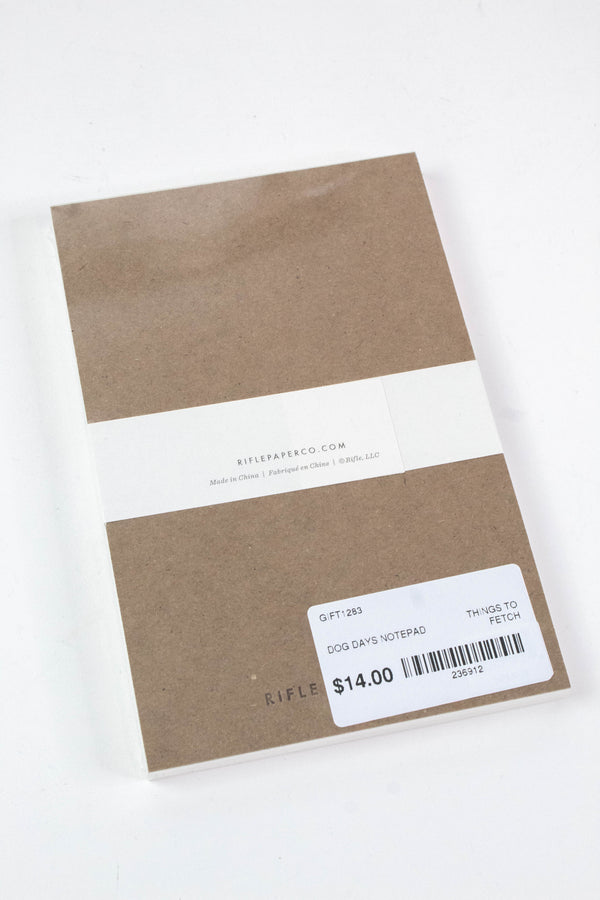 RIFLEPAPERCO.COM
Made in China | Fabriqué en Chine | ©Rifle, LLC
GIFT1283
THINGS TO
FETCH
DOG DAYS NOTEPAD
$14.00
236912
RIFLE